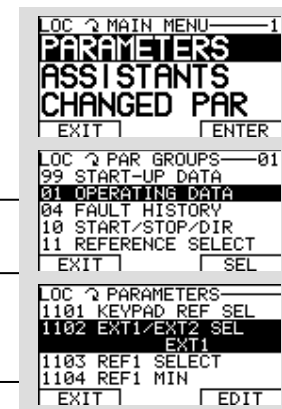 LOC MAIN MENU 1
PARAMETERS
ASSISTANTS
CHANGED PAR
EXIT ENTER
LOC PAR GROUPS 01
99 START-UP DATA
01 OPERATING DATA
04 FAULT HISTORY
10 START/STOP/DIR
11 REFERENCE SELECT
EXIT SEL
LOC PARAMETERS
1101 KEYPAD REF SEL
1102 EXT1/EXT2 SEL
EXT1
1103 REF1 SELECT
1104 REF1 MIN
EXIT EDIT